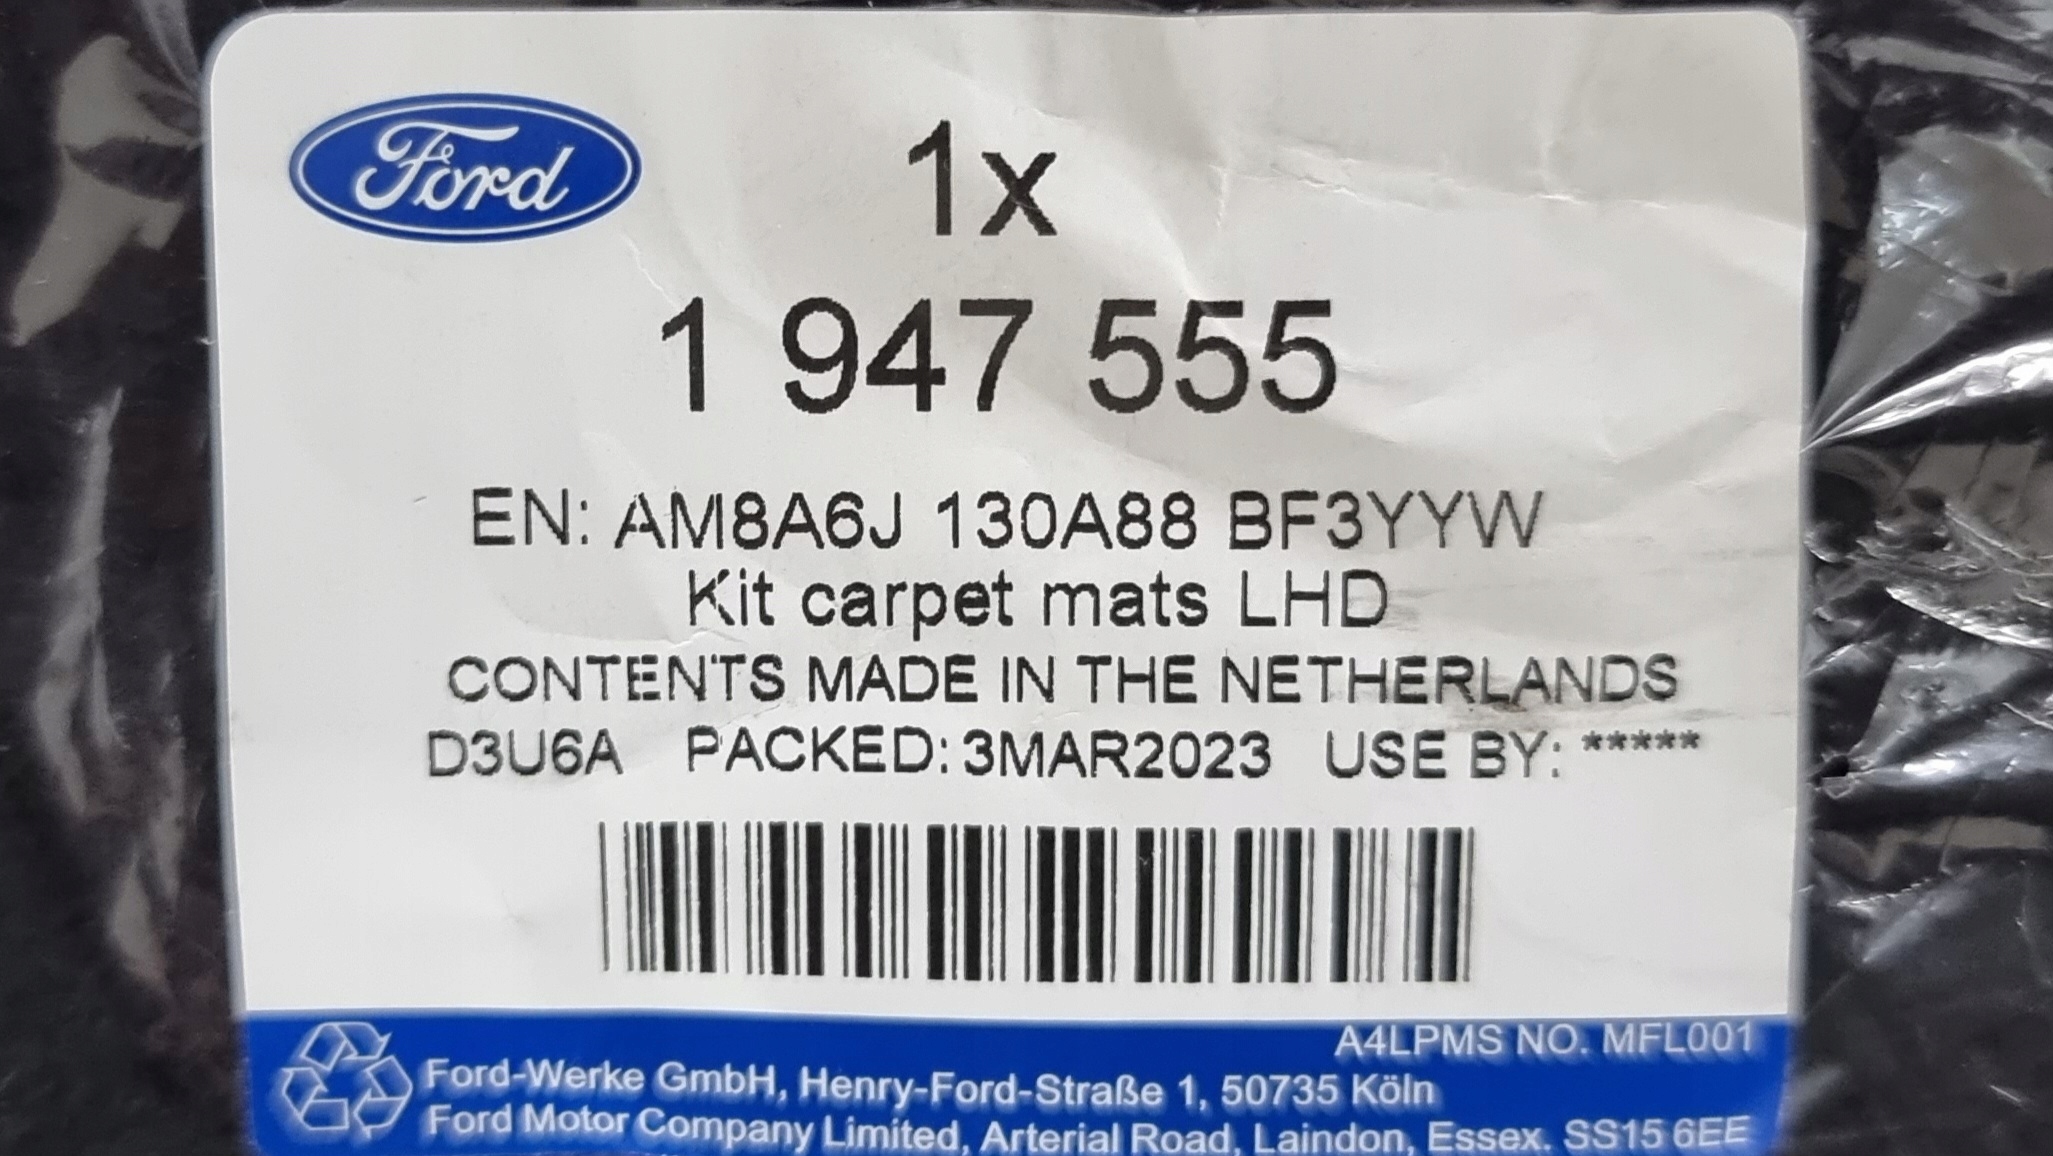 Ford
1x
1 947 555
EN: AM8A6J 130A88 BF3YYW
Kit carpet mats LHD
CONTENTS MADE IN THE NETHERLANDS
D3U6A PACKED: 3MAR2023 USE BY: *****
A4LPMS NO. MFL001
Ford-Werke GmbH, Henry-Ford-Straße 1, 50735 Köln
Ford Motor Company Limited, Arterial Road, Laindon, Essex. SS15 6EE